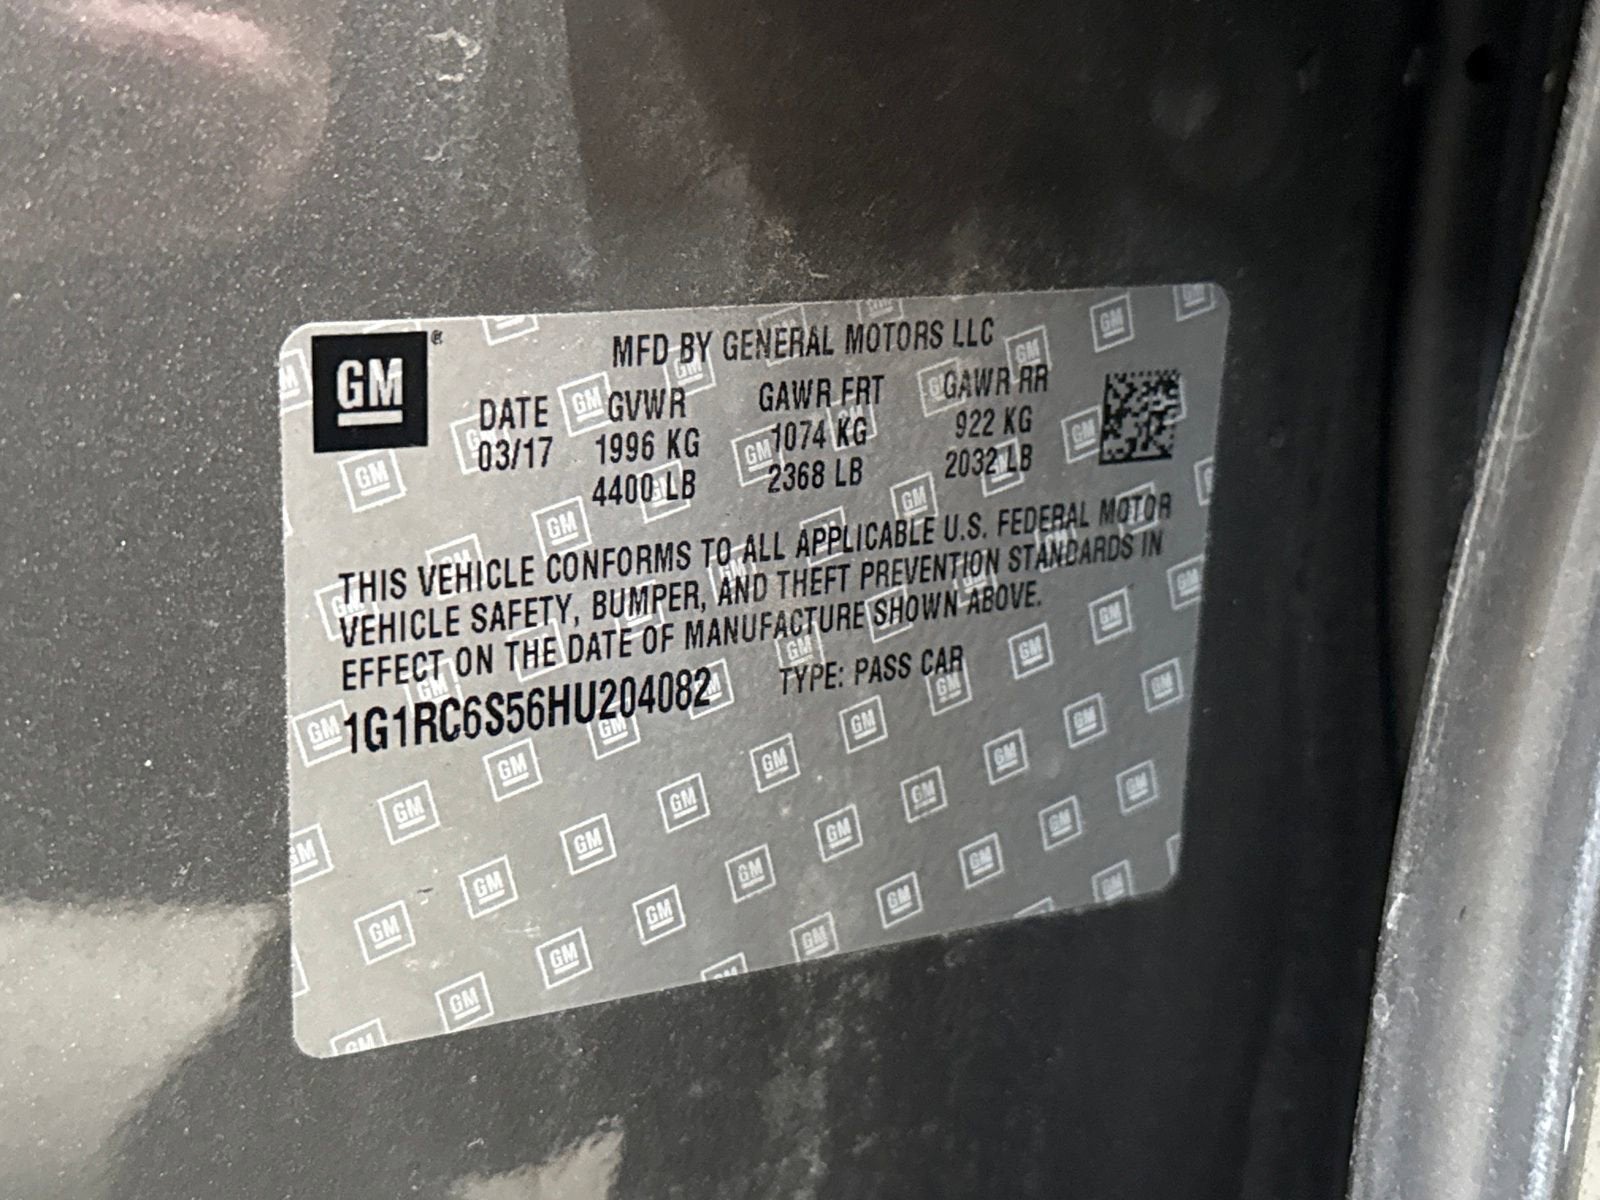 GM
MFD BY GENERAL MOTORS LLC
DATE GVWR GAWR FRT GAWR RR
03/17 1996 KG 1074 KG 922 KG
4400 LB 2368 LB 2032 LB
THIS VEHICLE CONFORMS TO ALL APPLICABLE U.S. FEDERAL MOTOR
VEHICLE SAFETY, BUMPER, AND THEFT PREVENTION STANDARDS IN
EFFECT ON THE DATE OF MANUFACTURE SHOWN ABOVE.
1G1RC6S56HU204082 TYPE: PASS CAR